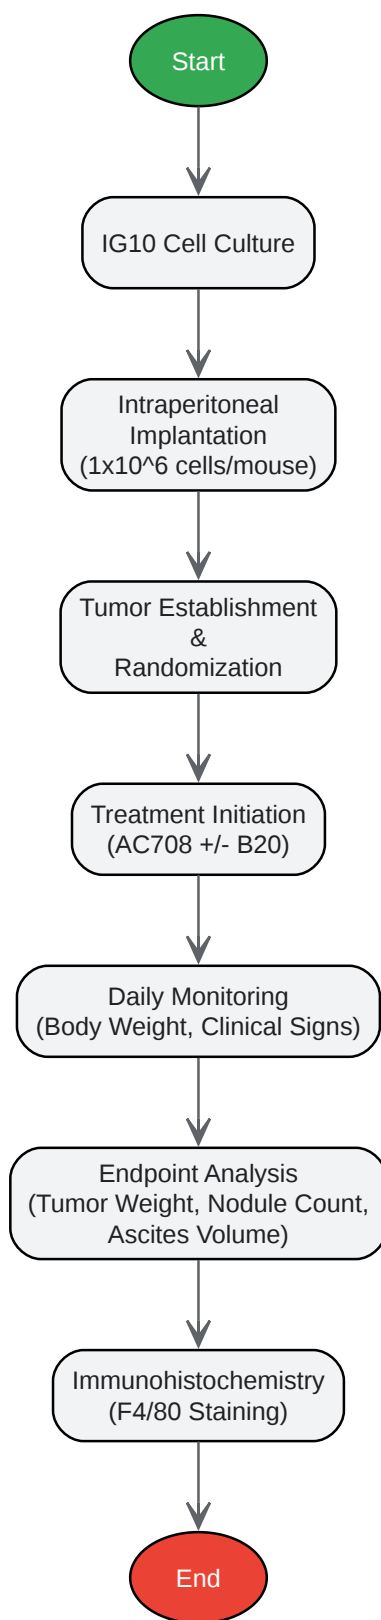 Start
IG10 Cell Culture
Intraperitoneal
Implantation
(1x10^6 cells/mouse)
Tumor Establishment
&
Randomization
Treatment Initiation
(AC708 +/- B20)
Daily Monitoring
(Body Weight, Clinical Signs)
Endpoint Analysis
(Tumor Weight, Nodule Count,
Ascites Volume)
Immunohistochemistry
(F4/80 Staining)
End